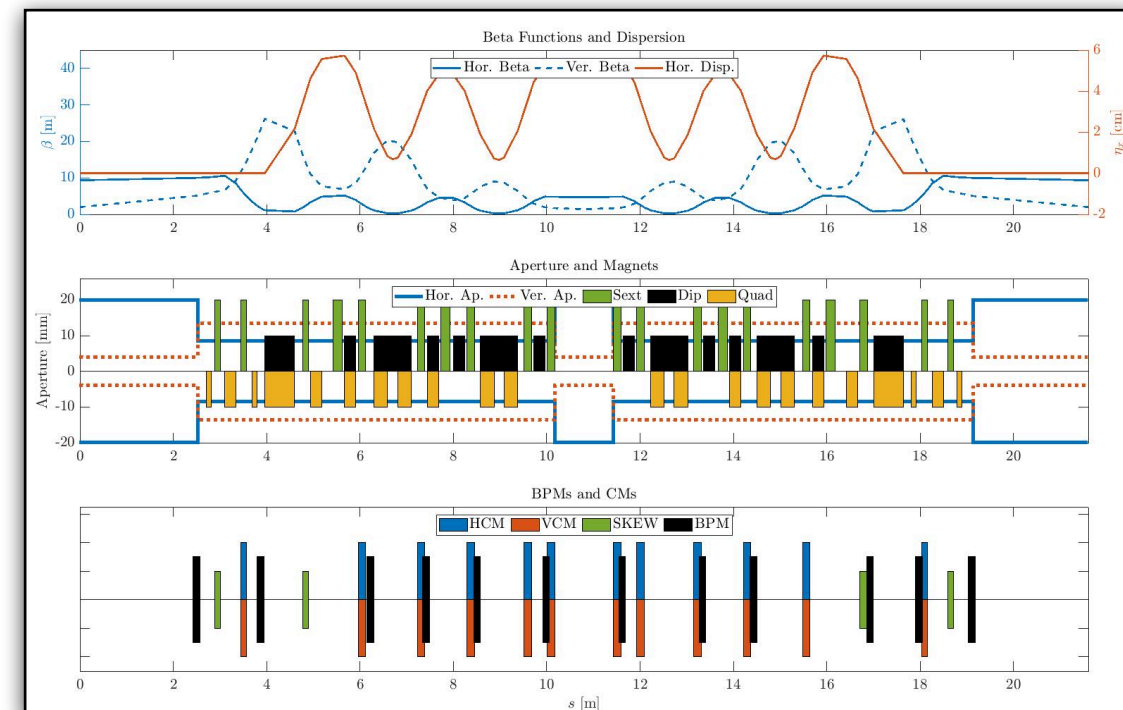 Beta Functions and Dispersion
Hor. Beta Ver. Beta Hor. Disp.
β [m]
40
30
20
10
0
6
4
2
0
-2
0 2 4 6 8 10 12 14 16 18 20
Aperture and Magnets
Hor. Ap. Ver. Ap. Sext Dip Quad
Aperture [mm]
20
10
0
-10
-20
0 2 4 6 8 10 12 14 16 18 20
BPMs and CMs
HCM VCM SKEW BPM
0 2 4 6 8 10 12 14 16 18 20
s [m]